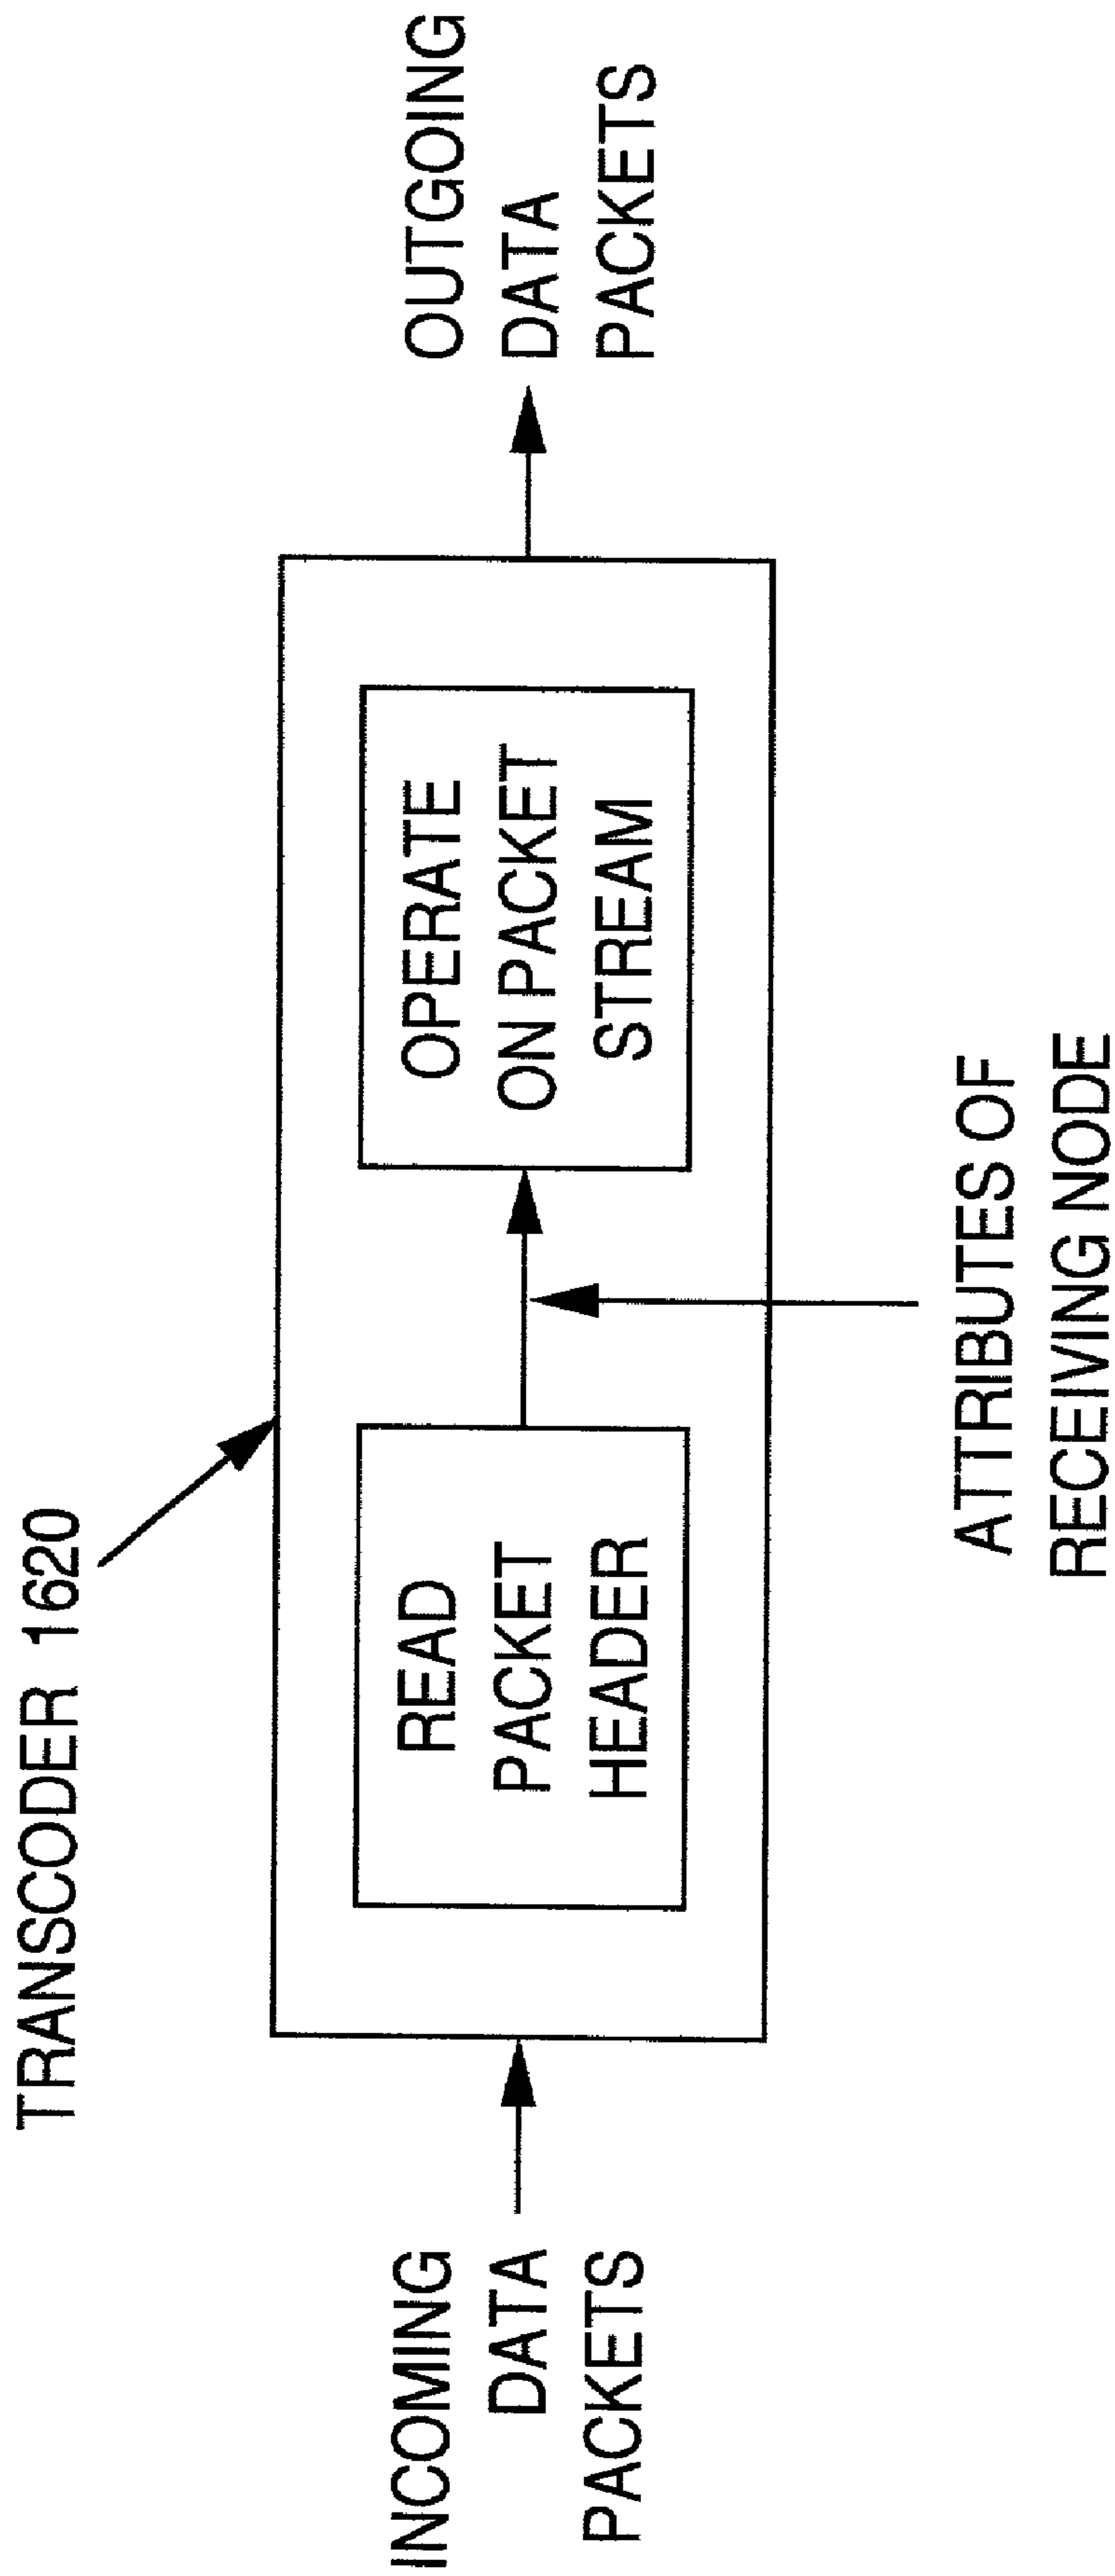 TRANSCODER 1620
INCOMING
DATA
PACKETS
READ
PACKET
HEADER
OPERATE
ON PACKET
STREAM
OUTGOING
DATA
PACKETS
ATTRIBUTES OF
RECEIVING NODE